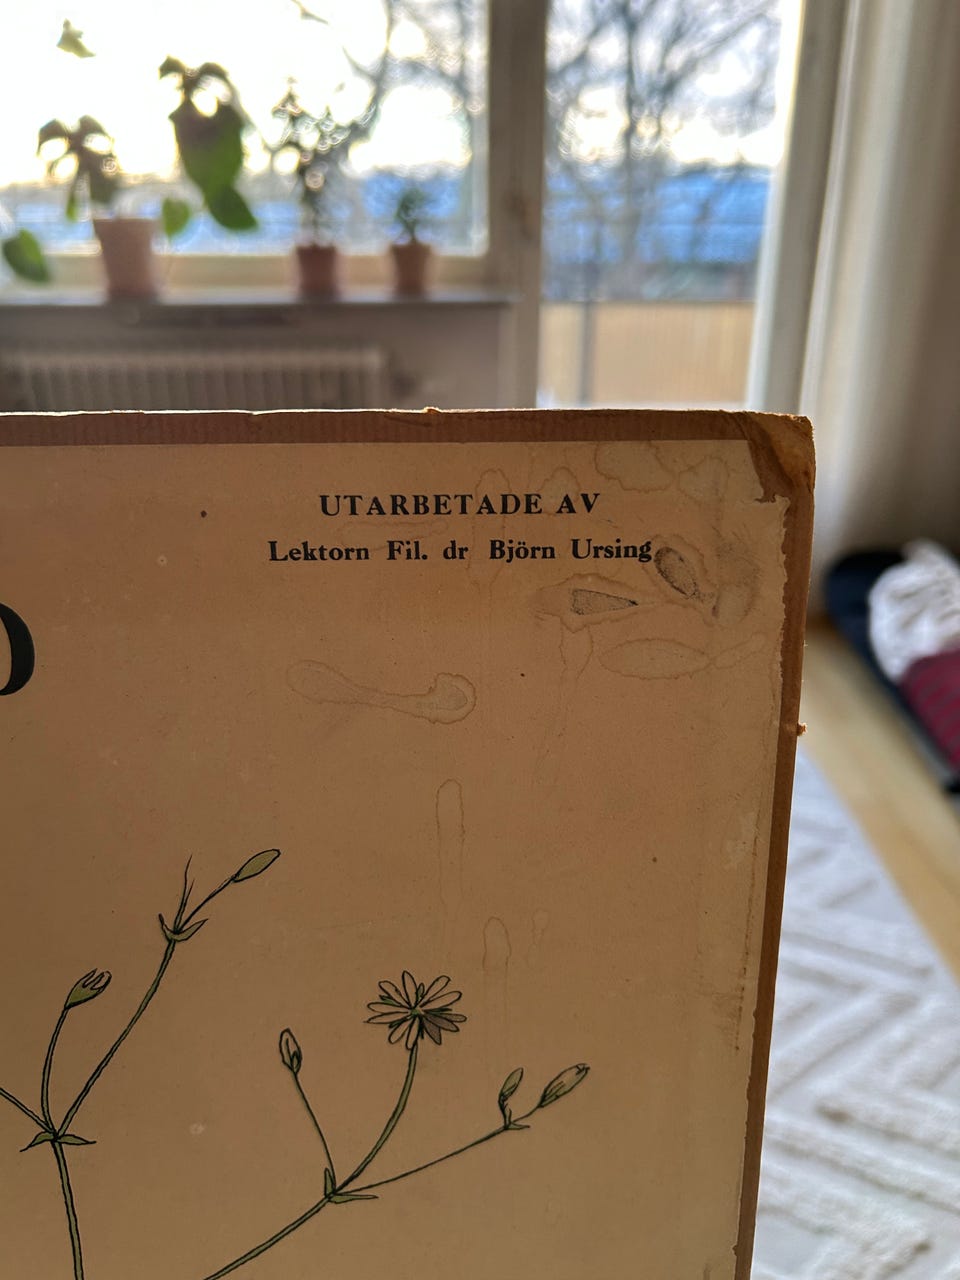 UTARBETADE AV
Lektorn Fil. dr Björn Ursing